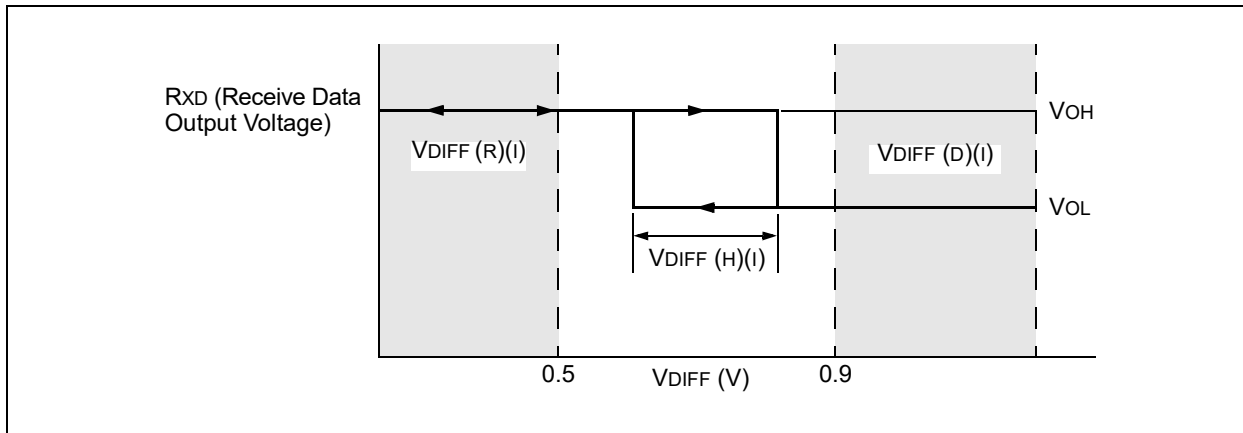 RXD (Receive Data
Output Voltage)
VOH
VDIFF (R)(I)
VDIFF (D)(I)
VOL
VDIFF (H)(I)
0.5
VDIFF (V)
0.9